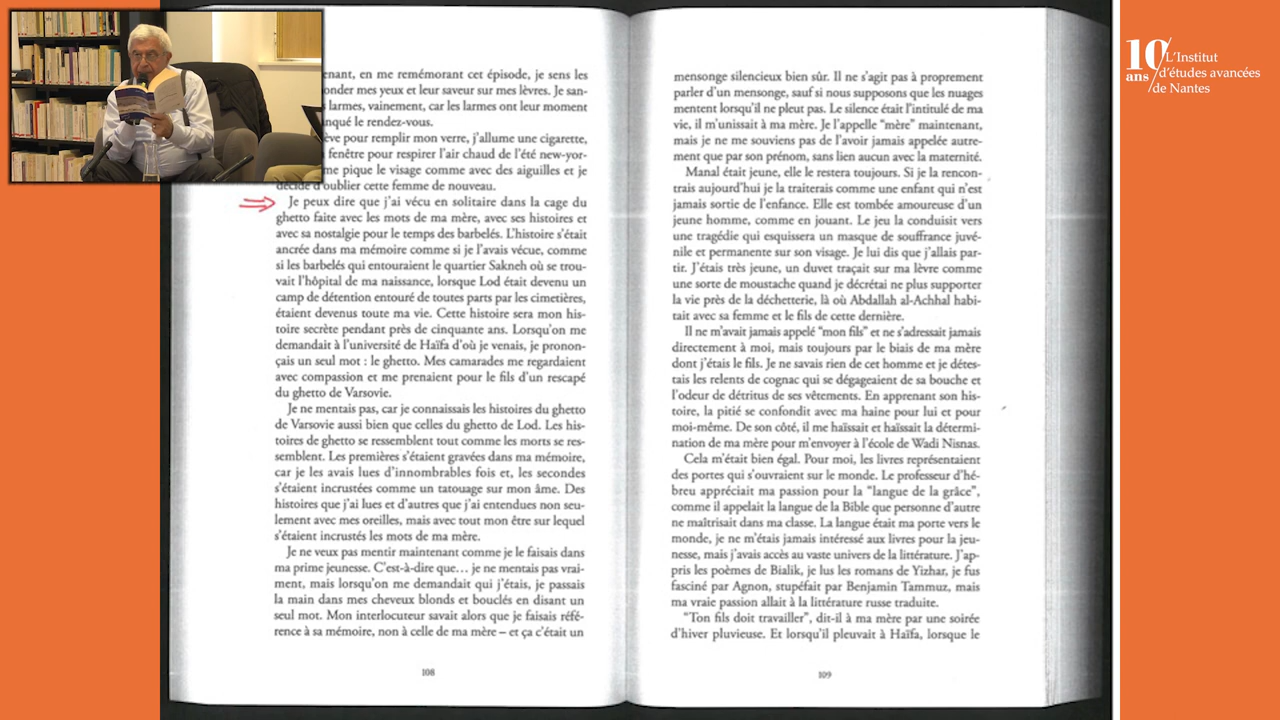 enant, en me remémorant cet épisode, je sens les
onder mes yeux et leur saveur sur mes lèvres. Je san-
larmes, vainement, car les larmes ont leur moment
nqué le rendez-vous.
ève pour remplir mon verre, j'allume une cigarette,
fenêtre pour respirer l'air chaud de l'été new-yor-
me pique le visage comme avec des aiguilles et je
décide d'oublier cette femme de nouveau.
Je peux dire que j'ai vécu en solitaire dans la cage du
ghetto faite avec les mots de ma mère, avec ses histoires et
avec sa nostalgie pour le temps des barbelés. L'histoire s'était
ancrée dans ma mémoire comme si je l'avais vécue, comme
si les barbelés qui entouraient le quartier Sakneh où se trou-
vait l'hôpital de ma naissance, lorsque Lod était devenu un
camp de détention entouré de toutes parts par les cimetières,
étaient devenus toute ma vie. Cette histoire sera mon his-
toire secrète pendant près de cinquante ans. Lorsqu'on me
demandait à l'université de Haïfa d'où je venais, je pronon-
çais un seul mot : le ghetto. Mes camarades me regardaient
avec compassion et me prenaient pour le fils d'un rescapé
du ghetto de Varsovie.
Je ne mentais pas, car je connaissais les histoires du ghetto
de Varsovie aussi bien que celles du ghetto de Lod. Les his-
toires de ghetto se ressemblent tout comme les morts se res-
semblent. Les premières s'étaient gravées dans ma mémoire,
car je les avais lues d'innombrables fois et, les secondes
s'étaient incrustées comme un tatouage sur mon âme. Des
histoires que j'ai lues et d'autres que j'ai entendues non seu-
lement avec mes oreilles, mais avec tout mon être sur lequel
s'étaient incrustés les mots de ma mère.
Je ne veux pas mentir maintenant comme je le faisais dans
ma prime jeunesse. C'est-à-dire que... je ne mentais pas vrai-
ment, mais lorsqu'on me demandait qui j'étais, je passais
la main dans mes cheveux blonds et bouclés en disant un
seul mot. Mon interlocuteur savait alors que je faisais réfé-
rence à sa mémoire, non à celle de ma mère – et ça c'était un
108
mensonge silencieux bien sûr. Il ne s'agit pas à proprement
parler d'un mensonge, sauf si nous supposons que les nuages
mentent lorsqu'il ne pleut pas. Le silence était l'intitulé de ma
vie, il m'unissait à ma mère. Je l'appelle “mère” maintenant,
mais je ne me souviens pas de l'avoir jamais appelée autre-
ment que par son prénom, sans lien aucun avec la maternité.
Manal était jeune, elle le restera toujours. Si je la rencon-
trais aujourd'hui je la traiterais comme une enfant qui n'est
jamais sortie de l'enfance. Elle est tombée amoureuse d'un
jeune homme, comme en jouant. Le jeu la conduisit vers
une tragédie qui esquissera un masque de souffrance juvé-
nile et permanente sur son visage. Je lui dis que j'allais par-
tir. J'étais très jeune, un duvet traçait sur ma lèvre comme
une sorte de moustache quand je décrétai ne plus supporter
la vie près de la déchetterie, là où Abdallah al-Achhal habi-
tait avec sa femme et le fils de cette dernière.
Il ne m'avait jamais appelé “mon fils” et ne s'adressait jamais
directement à moi, mais toujours par le biais de ma mère
dont j'étais le fils. Je ne savais rien de cet homme et je détes-
tais les relents de cognac qui se dégageaient de sa bouche et
l'odeur de détritus de ses vêtements. En apprenant son his-
toire, la pitié se confondit avec ma haine pour lui et pour
moi-même. De son côté, il me haïssait et haïssait la détermi-
nation de ma mère pour m'envoyer à l'école de Wadi Nisnas.
Cela m'était bien égal. Pour moi, les livres représentaient
des portes qui s'ouvraient sur le monde. Le professeur d'hé-
breu appréciait ma passion pour la “langue de la grâce”,
comme il appelait la langue de la Bible que personne d'autre
ne maîtrisait dans ma classe. La langue était ma porte vers le
monde, je ne m'étais jamais intéressé aux livres pour la jeu-
nesse, mais j'avais accès au vaste univers de la littérature. J'ap-
pris les poèmes de Bialik, je lus les romans de Yizhar, je fus
fasciné par Agnon, stupéfait par Benjamin Tammuz, mais
ma vraie passion allait à la littérature russe traduite.
“Ton fils doit travailler”, dit-il à ma mère par une soirée
d'hiver pluvieuse. Et lorsqu'il pleuvait à Haïfa, lorsque le
109
10 ans
L'Institut
d'études avancées
de Nantes